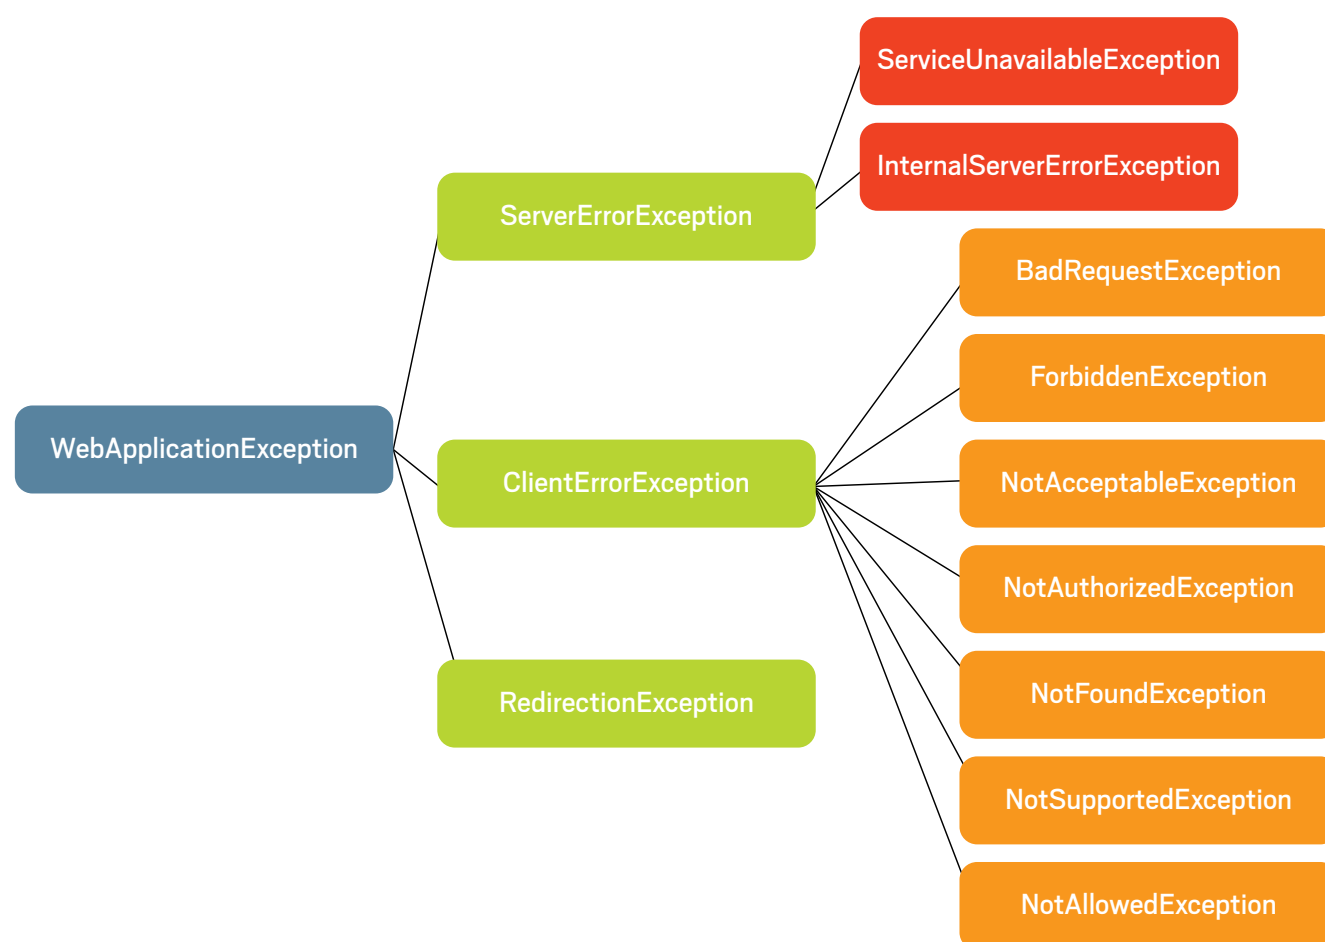 ServiceUnavailableException
InternalServerErrorException
ServerErrorException
BadRequestException
ForbiddenException
WebApplicationException
ClientErrorException
NotAcceptableException
NotAuthorizedException
RedirectionException
NotFoundException
NotSupportedException
NotAllowedException